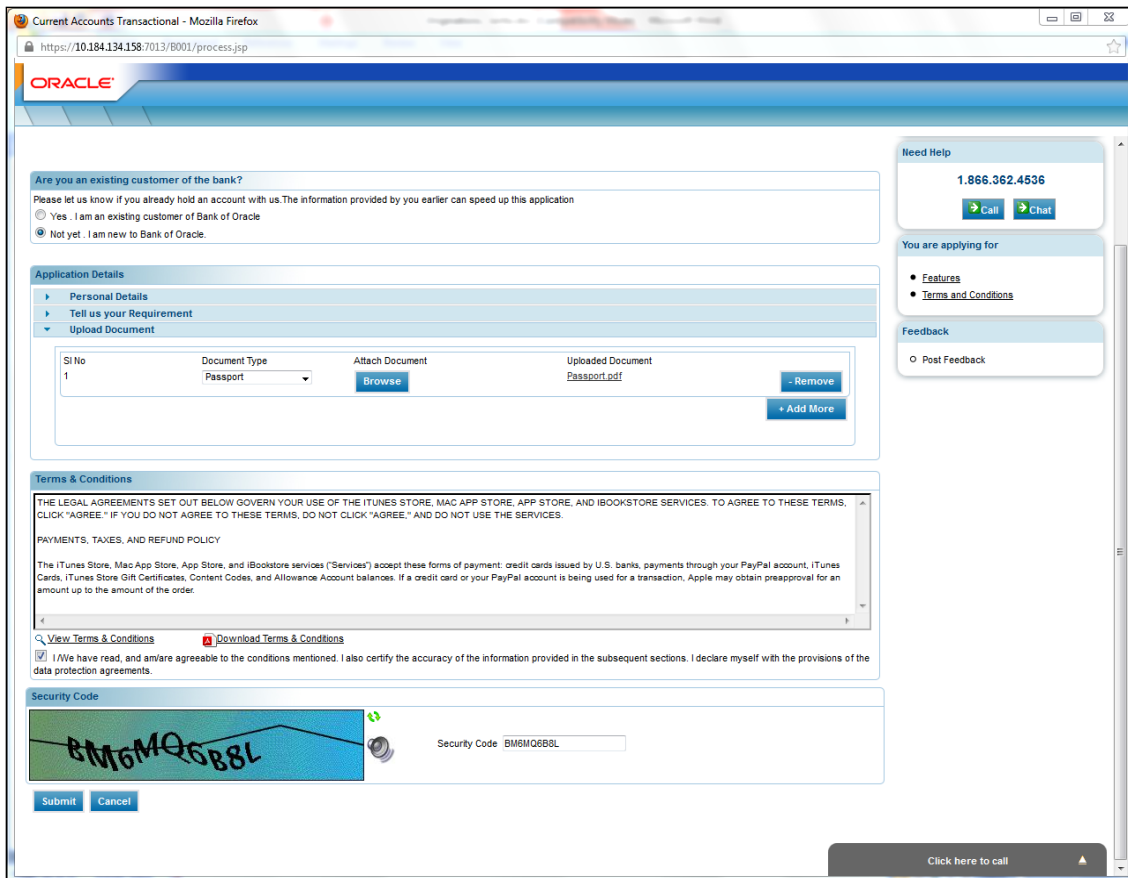 Current Accounts Transactional - Mozilla Firefox
https://10.184.134.158:7013/B001/process.jsp
ORACLE
Are you an existing customer of the bank?
Please let us know if you already hold an account with us.The information provided by you earlier can speed up this application
Yes . I am an existing customer of Bank of Oracle
Not yet . I am new to Bank of Oracle.
Application Details
Personal Details
Tell us your Requirement
Upload Document
Sl No Document Type Attach Document Uploaded Document
1 Passport Browse Passport.pdf - Remove
+ Add More
Terms & Conditions
THE LEGAL AGREEMENTS SET OUT BELOW GOVERN YOUR USE OF THE ITUNES STORE, MAC APP STORE, APP STORE, AND IBOOKSTORE SERVICES. TO AGREE TO THESE TERMS,
CLICK "AGREE." IF YOU DO NOT AGREE TO THESE TERMS, DO NOT CLICK "AGREE," AND DO NOT USE THE SERVICES.
PAYMENTS, TAXES, AND REFUND POLICY
The iTunes Store, Mac App Store, App Store, and iBookstore services ("Services") accept these forms of payment: credit cards issued by U.S. banks, payments through your PayPal account, iTunes
Cards, iTunes Store Gift Certificates, Content Codes, and Allowance Account balances. If a credit card or your PayPal account is being used for a transaction, Apple may obtain preapproval for an
amount up to the amount of the order.
View Terms & Conditions Download Terms & Conditions
I /We have read, and am/are agreeable to the conditions mentioned. I also certify the accuracy of the information provided in the subsequent sections. I declare myself with the provisions of the
data protection agreements.
Security Code
BM6MQ6B8L
Security Code BM6MQ6B8L
Submit Cancel
Need Help
1.866.362.4536
Call Chat
You are applying for
Features
Terms and Conditions
Feedback
Post Feedback
Click here to call